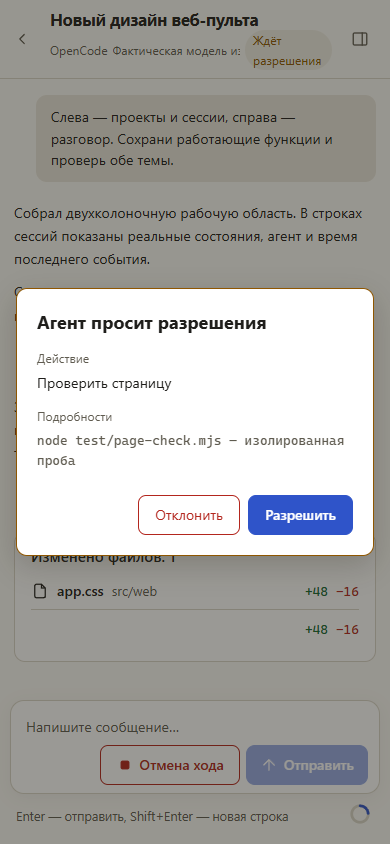 Новый дизайн веб-пульта
OpenCode Фактическая модель из
Ждёт
разрешения
Слева — проекты и сессии, справа —
разговор. Сохрани работающие функции и
проверь обе темы.
Собрал двухколоночную рабочую область. В строках
сессий показаны реальные состояния, агент и время
последнего события.
Агент просит разрешения
Действие
Проверить страницу
Подробности
node test/page-check.mjs — изолированная
проба
Отклонить
Разрешить
Изменено файлов: 1
app.css src/web +48 −16
+48 −16
Напишите сообщение…
Отмена хода
Отправить
Enter — отправить, Shift+Enter — новая строка